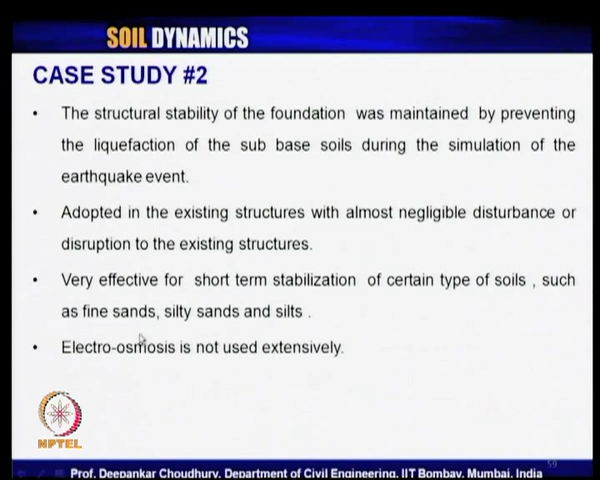 SOIL DYNAMICS
CASE STUDY #2
• The structural stability of the foundation was maintained by preventing
the liquefaction of the sub base soils during the simulation of the
earthquake event.
• Adopted in the existing structures with almost negligible disturbance or
disruption to the existing structures.
• Very effective for short term stabilization of certain type of soils , such
as fine sands, silty sands and silts .
• Electro-osmosis is not used extensively.
NPTEL
59
Prof. Deepankar Choudhury, Department of Civil Engineering, IIT Bombay, Mumbai, India